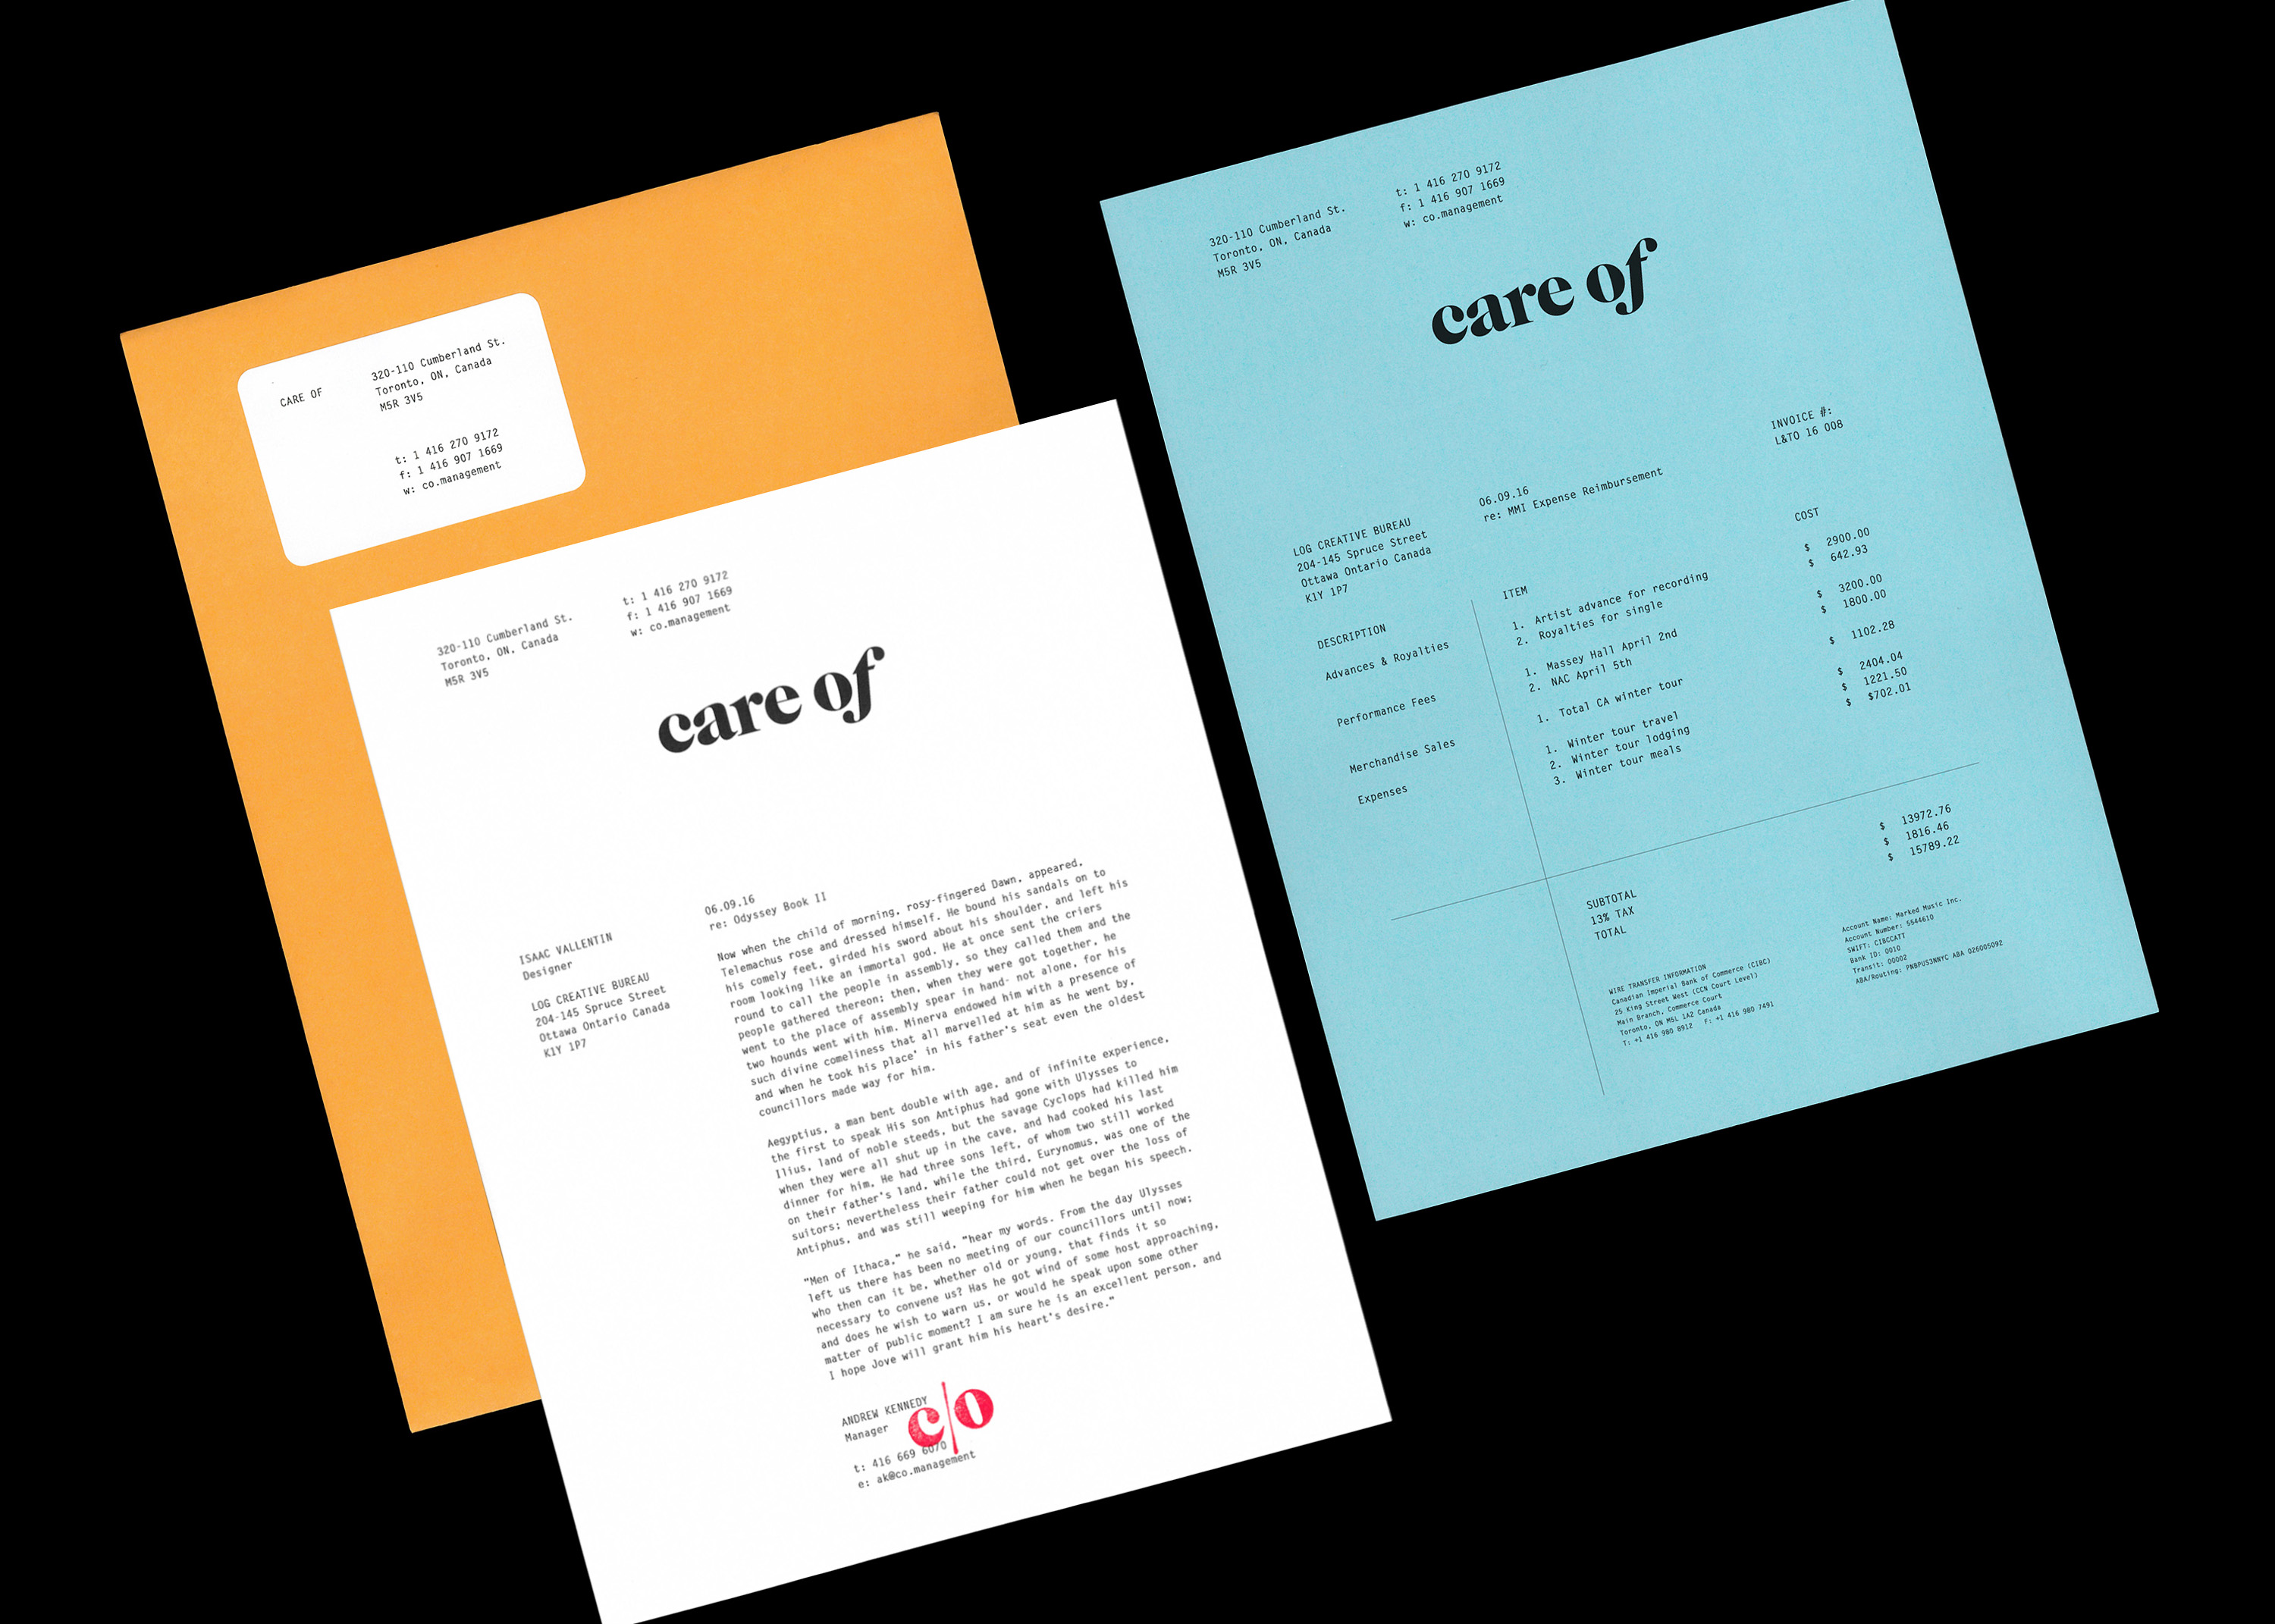 CARE OF
320-110 Cumberland St.
Toronto, ON, Canada
M5R 3V5
t: 1 416 270 9172
f: 1 416 907 1669
w: co.management
320-110 Cumberland St.
Toronto, ON, Canada
M5R 3V5
t: 1 416 270 9172
f: 1 416 907 1669
w: co.management
care of
ISAAC VALLENTIN
Designer
LOG CREATIVE BUREAU
204-145 Spruce Street
Ottawa Ontario Canada
K1Y 1P7
06.09.16
re: Odyssey Book II
Now when the child of morning, rosy-fingered Dawn, appeared,
Telemachus rose and dressed himself. He bound his sandals on to
his comely feet, girded his sword about his shoulder, and left his
room looking like an immortal god. He at once sent the criers
round to call the people in assembly, so they called them and the
people gathered thereon; then, when they were got together, he
went to the place of assembly spear in hand- not alone, for his
two hounds went with him. Minerva endowed him with a presence of
such divine comeliness that all marvelled at him as he went by,
and when he took his place' in his father's seat even the oldest
councillors made way for him.
Aegyptius, a man bent double with age, and of infinite experience,
the first to speak His son Antiphus had gone with Ulysses to
Ilius, land of noble steeds, but the savage Cyclops had killed him
when they were all shut up in the cave, and had cooked his last
dinner for him. He had three sons left, of whom two still worked
on their father's land, while the third, Eurynomus, was one of the
suitors; nevertheless their father could not get over the loss of
Antiphus, and was still weeping for him when he began his speech.
"Men of Ithaca," he said, "hear my words. From the day Ulysses
left us there has been no meeting of our councillors until now;
who then can it be, whether old or young, that finds it so
necessary to convene us? Has he got wind of some host approaching,
and does he wish to warn us, or would he speak upon some other
matter of public moment? I am sure he is an excellent person, and
I hope Jove will grant him his heart's desire."
ANDREW KENNEDY
Manager
c/o
t: 416 669 6070
e: ak@co.management
320-110 Cumberland St.
Toronto, ON, Canada
M5R 3V5
t: 1 416 270 9172
f: 1 416 907 1669
w: co.management
care of
INVOICE #:
L&TO 16 008
06.09.16
re: MMI Expense Reimbursement
LOG CREATIVE BUREAU
204-145 Spruce Street
Ottawa Ontario Canada
K1Y 1P7
DESCRIPTION
ITEM
COST
Advances & Royalties
1. Artist advance for recording $ 2900.00
2. Royalties for single $ 642.93
Performance Fees
1. Massey Hall April 2nd $ 3200.00
2. NAC April 5th $ 1800.00
Merchandise Sales
1. Total CA winter tour $ 1102.28
Expenses
1. Winter tour travel $ 2404.04
2. Winter tour lodging $ 1221.50
3. Winter tour meals $ $702.01
SUBTOTAL $ 13972.76
13% TAX $ 1816.46
TOTAL $ 15789.22
WIRE TRANSFER INFORMATION
Canadian Imperial Bank of Commerce (CIBC)
25 King Street West (CCN Court Level)
Main Branch, Commerce Court
Toronto, ON M5L 1A2 Canada
T: +1 416 980 8912 F: +1 416 980 7491
Account Name: Marked Music Inc.
Account Number: 5544610
SWIFT: CIBCCATT
Bank ID: 0010
Transit: 00002
ABA/Routing: PNBPUS3NNYC ABA 026005092